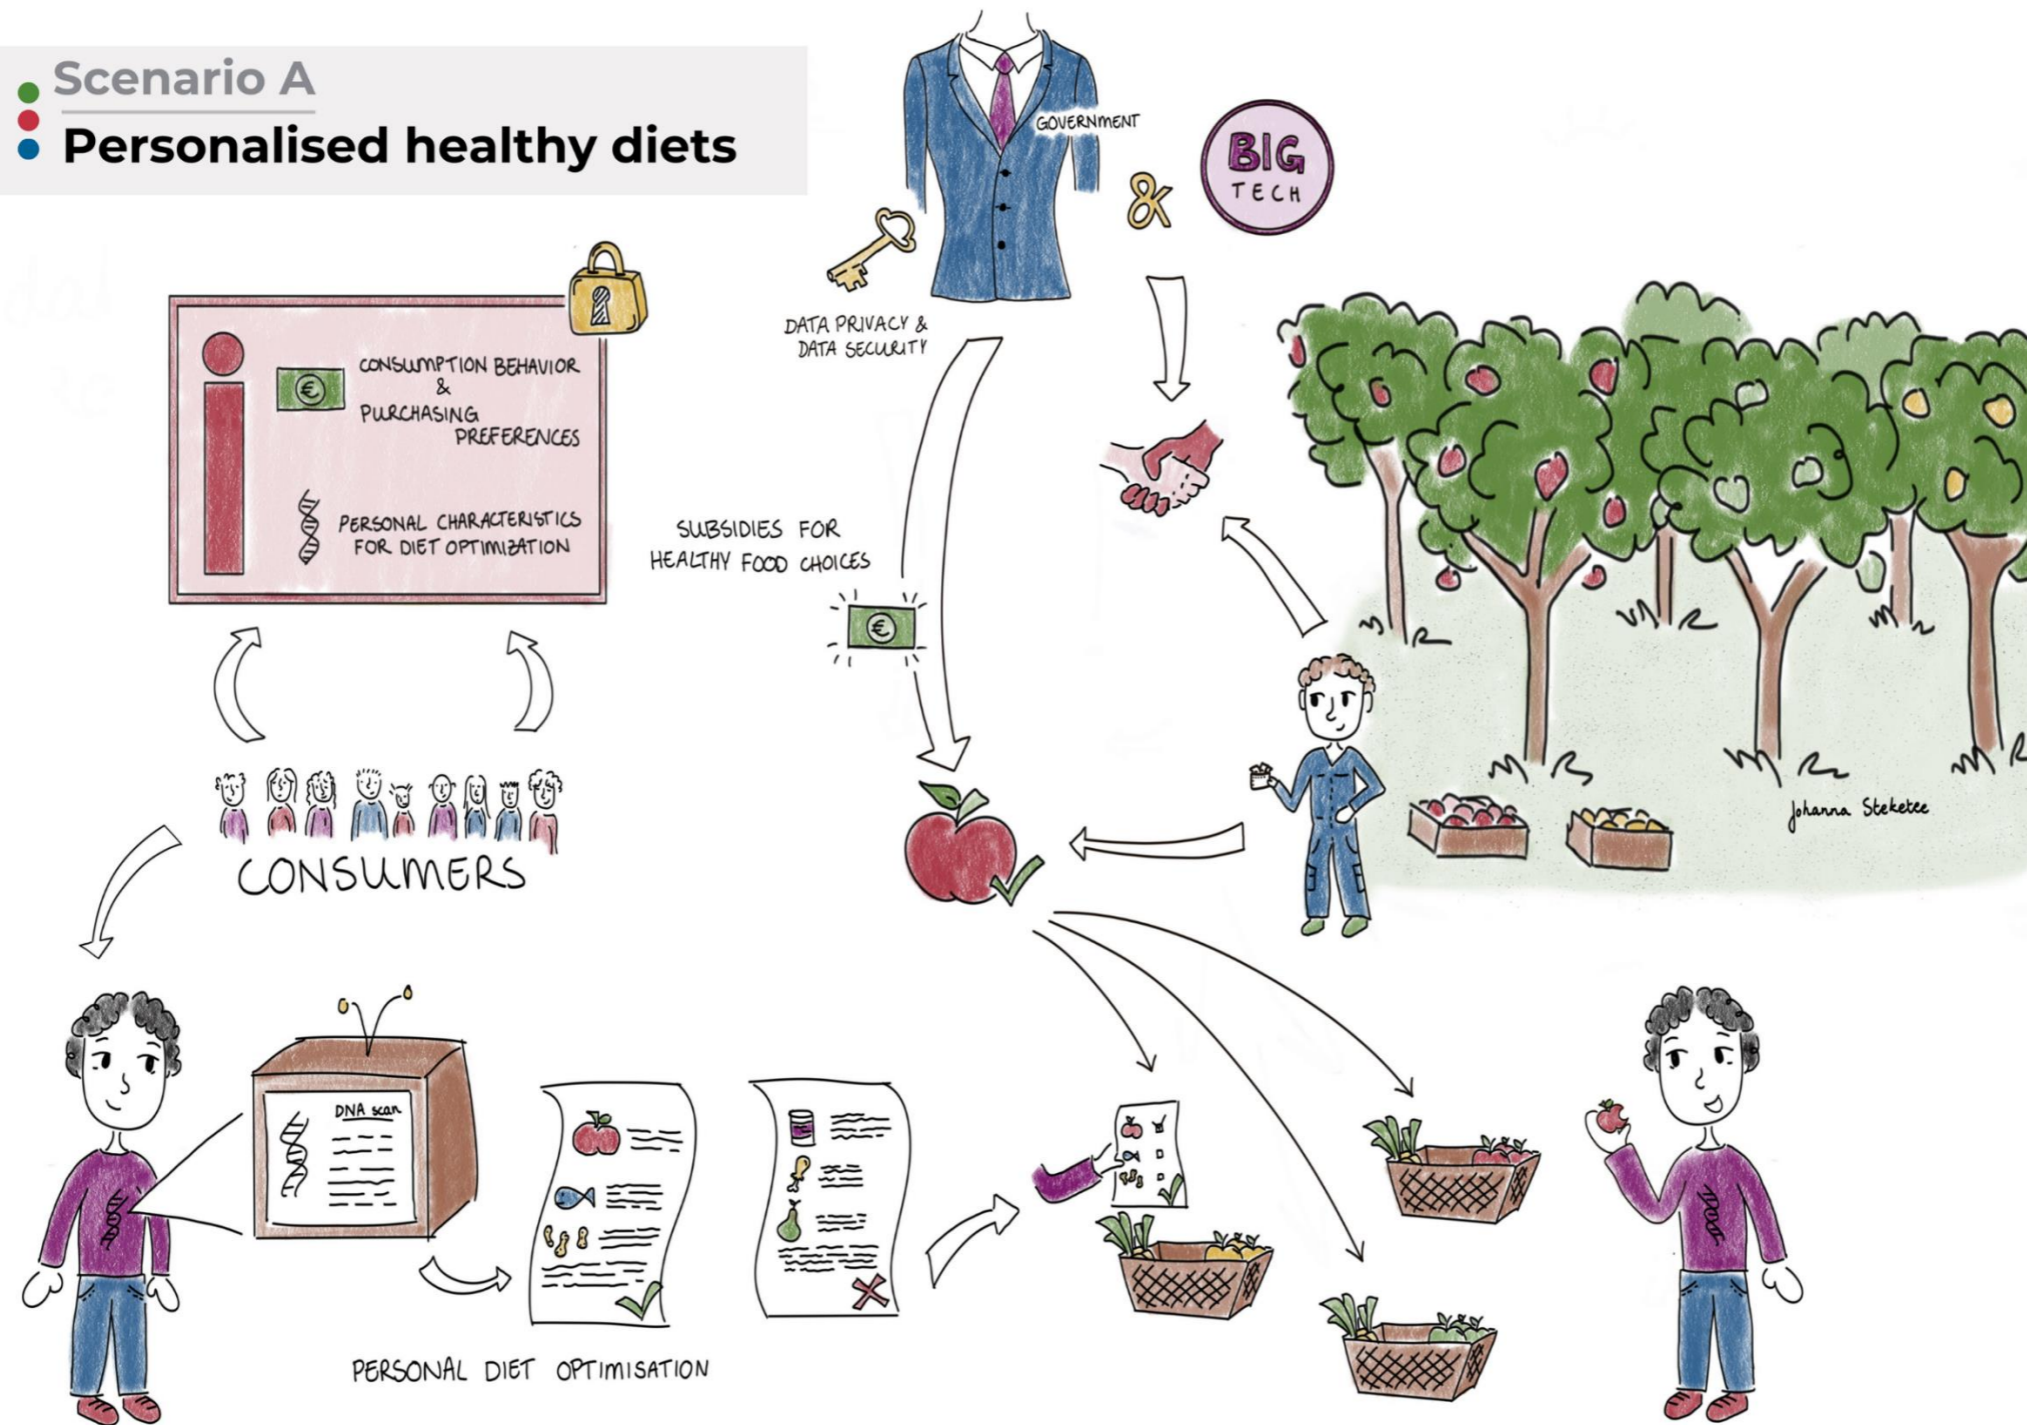 Scenario A
Personalised healthy diets
GOVERNMENT
&
BIG
TECH
DATA PRIVACY &
DATA SECURITY
€
CONSUMPTION BEHAVIOR
&
PURCHASING
PREFERENCES
PERSONAL CHARACTERISTICS
FOR DIET OPTIMIZATION
SUBSIDIES FOR
HEALTHY FOOD CHOICES
€
CONSUMERS
Johanna Steketee
DNA scan
PERSONAL DIET OPTIMISATION